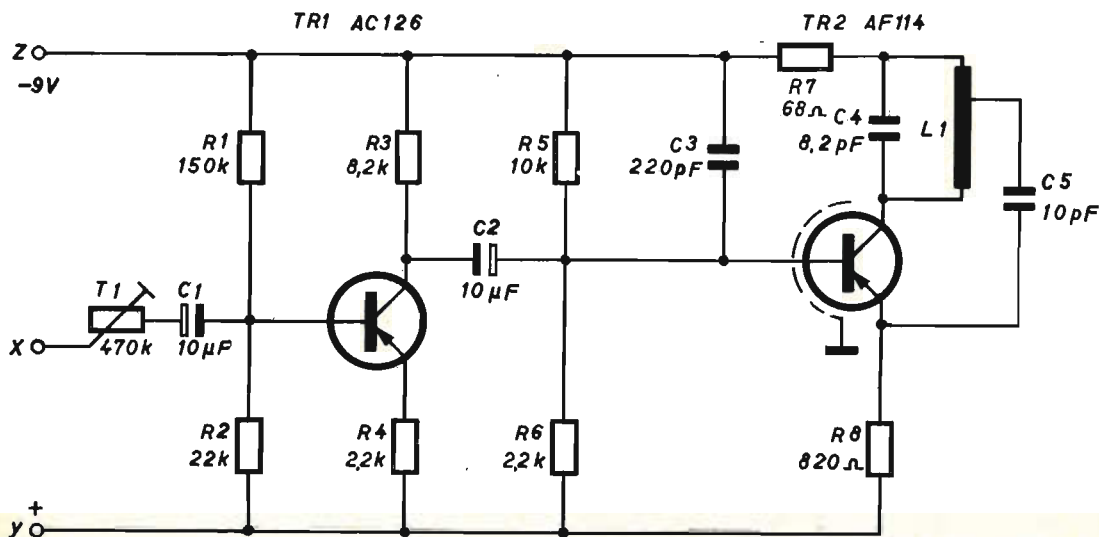 TR1 AC126
TR2 AF114
Z
-9V
R1
150k
R3
8,2k
R5
10k
C3
220pF
R7
68Ω
C4
8,2pF
L1
C5
10pF
C2
10µF
T1
470k
C1
10µF
X
R2
22k
R4
2,2k
R6
2,2k
R8
820Ω
+
Y